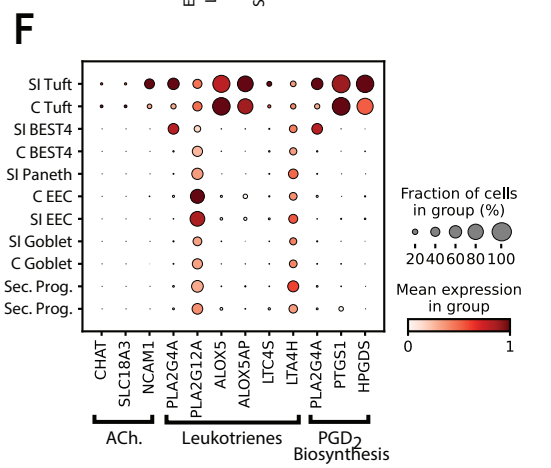 F
SI Tuft
C Tuft
SI BEST4
C BEST4
SI Paneth
C EEC
SI EEC
SI Goblet
C Goblet
Sec. Prog.
Sec. Prog.
Fraction of cells
in group (%)
20 40 60 80 100
Mean expression
in group
0 1
CHAT
SLC18A3
NCAM1
PLA2G4A
PLA2G12A
ALOX5
ALOX5AP
LTC4S
LTA4H
PLA2G4A
PTGS1
HPGDS
ACh.
Leukotrienes
PGD2
Biosynthesis